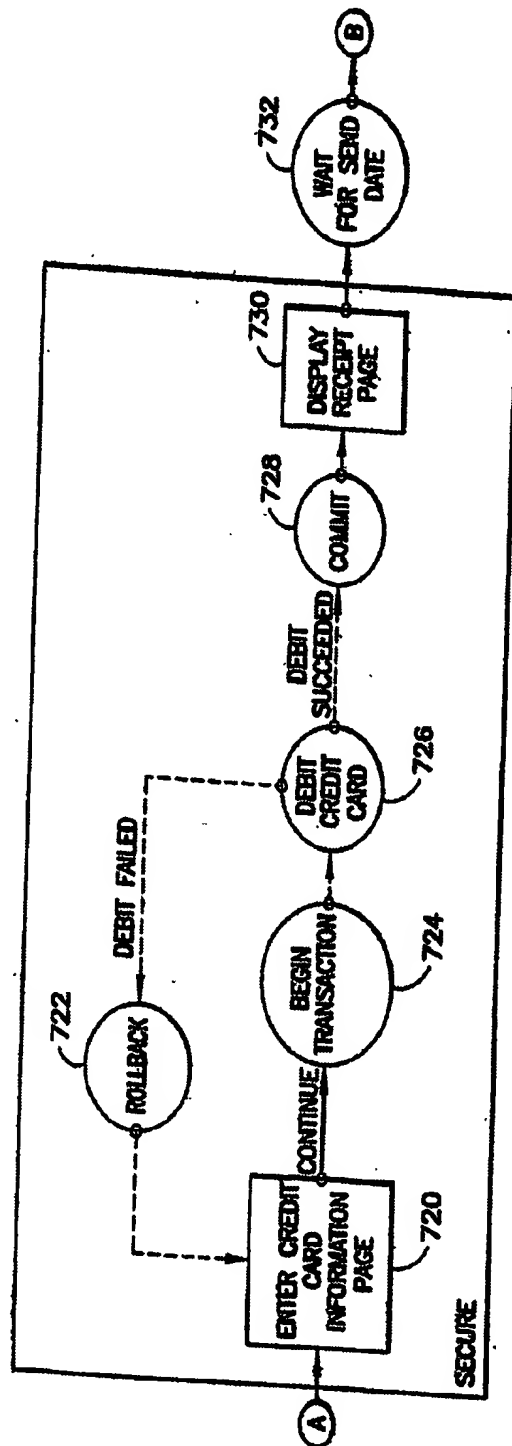 A
ENTER CREDIT
CARD
INFORMATION
PAGE
720
CONTINUE
BEGIN
TRANSACTION
724
DEBIT
CREDIT
CARD
726
DEBIT FAILED
ROLLBACK
722
DEBIT
SUCCEEDED
COMMIT
728
DISPLAY
RECEIPT
PAGE
730
WAIT
FOR SEND
DATE
732
B
SECURE